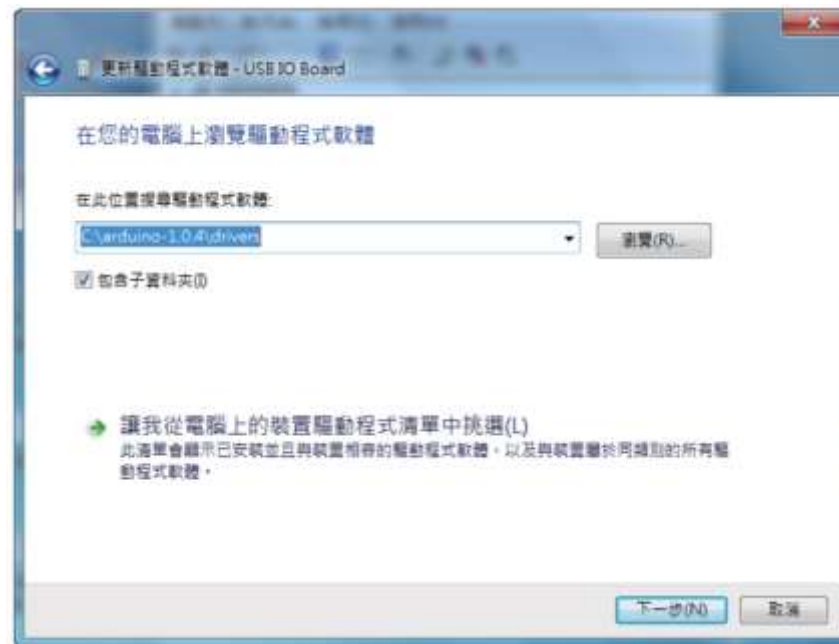 更新驅動程式軟體 - USB IO Board
在您的電腦上瀏覽驅動程式軟體
在此位置搜尋驅動程式軟體:
C:\arduino-1.0.4\drivers
瀏覽(R)...
包含子資料夾(I)
讓我從電腦上的裝置驅動程式清單中挑選(L)
此清單會顯示已安裝並且與裝置相容的驅動程式軟體，以及與裝置屬於同類別的所有驅
動程式軟體。
下一步(N)
取消